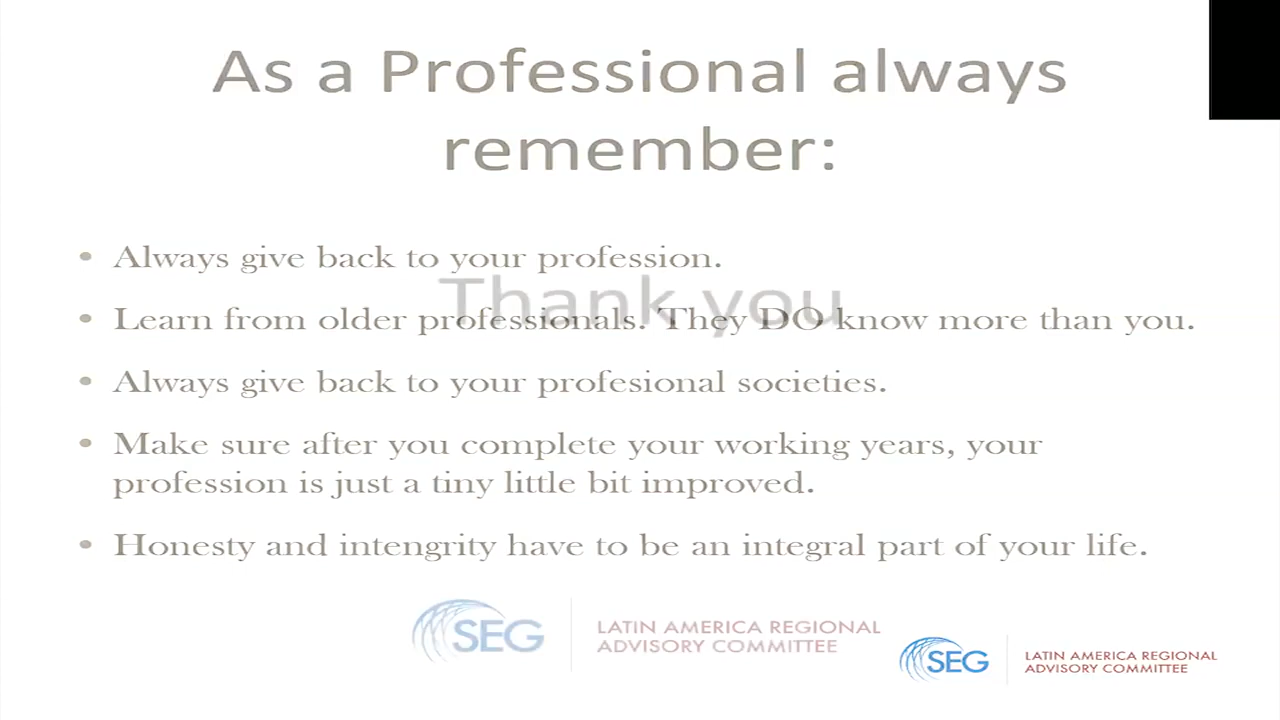 As a Professional always
remember:
• Always give back to your profession.
Thank you
• Learn from older professionals. They DO know more than you.
• Always give back to your profesional societies.
• Make sure after you complete your working years, your
profession is just a tiny little bit improved.
• Honesty and intengrity have to be an integral part of your life.
SEG
LATIN AMERICA REGIONAL
ADVISORY COMMITTEE
SEG
LATIN AMERICA REGIONAL
ADVISORY COMMITTEE